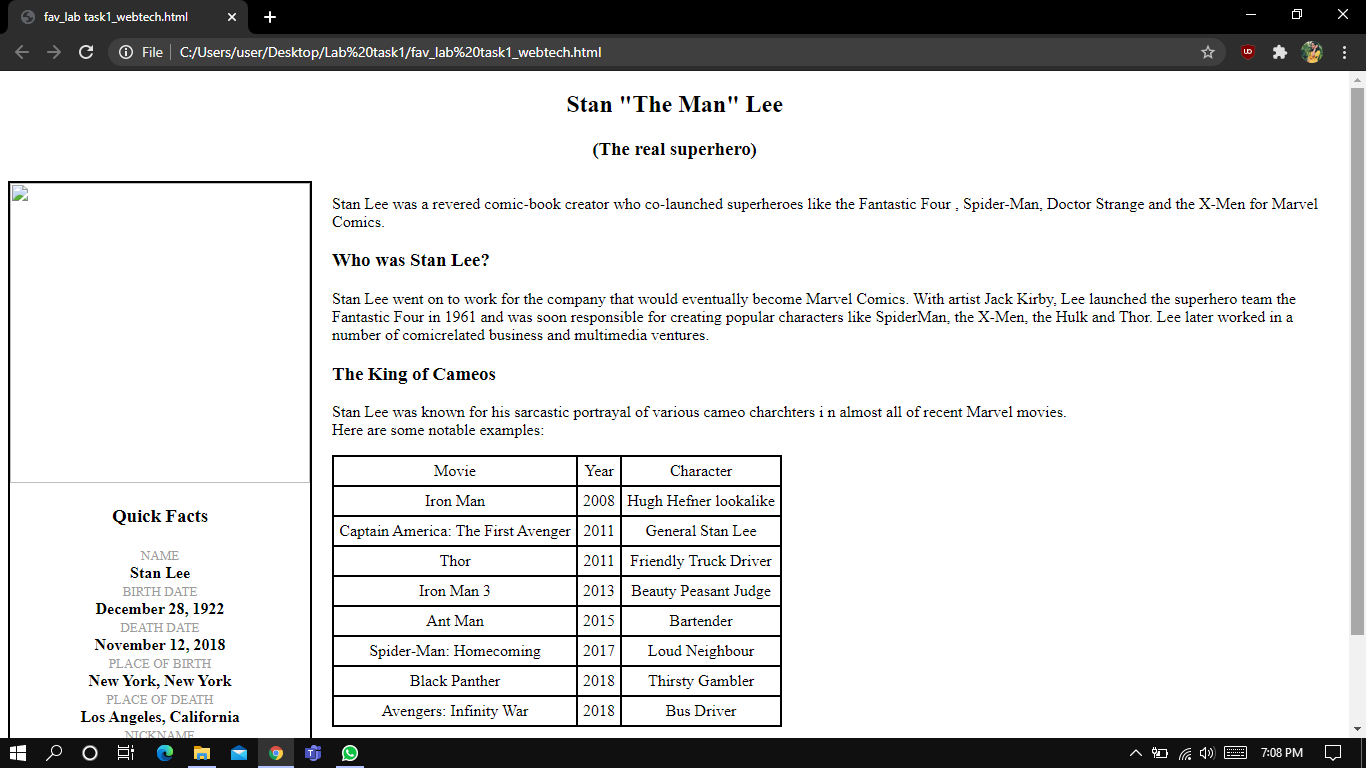 fav_lab task1_webtech.html
File
C:/Users/user/Desktop/Lab%20task1/fav_lab%20task1_webtech.html
Stan "The Man" Lee
(The real superhero)
Quick Facts
NAME
Stan Lee
BIRTH DATE
December 28, 1922
DEATH DATE
November 12, 2018
PLACE OF BIRTH
New York, New York
PLACE OF DEATH
Los Angeles, California
NICKNAME
Stan Lee was a revered comic-book creator who co-launched superheroes like the Fantastic Four , Spider-Man, Doctor Strange and the X-Men for Marvel
Comics.
Who was Stan Lee?
Stan Lee went on to work for the company that would eventually become Marvel Comics. With artist Jack Kirby, Lee launched the superhero team the
Fantastic Four in 1961 and was soon responsible for creating popular characters like SpiderMan, the X-Men, the Hulk and Thor. Lee later worked in a
number of comicrelated business and multimedia ventures.
The King of Cameos
Stan Lee was known for his sarcastic portrayal of various cameo charchters i n almost all of recent Marvel movies.
Here are some notable examples:
Movie Year Character
Iron Man 2008 Hugh Hefner lookalike
Captain America: The First Avenger 2011 General Stan Lee
Thor 2011 Friendly Truck Driver
Iron Man 3 2013 Beauty Peasant Judge
Ant Man 2015 Bartender
Spider-Man: Homecoming 2017 Loud Neighbour
Black Panther 2018 Thirsty Gambler
Avengers: Infinity War 2018 Bus Driver
7:08 PM